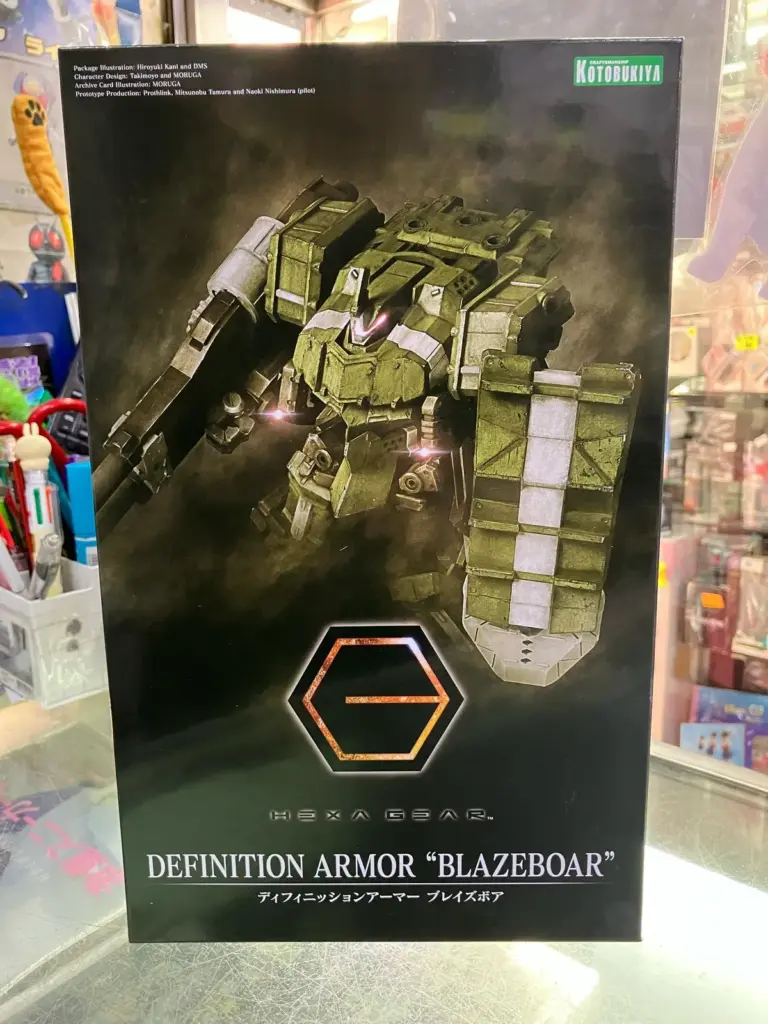 Package Illustration: Hiroyuki Kani and DMS
Character Design: Takimoyo and MORUGA
Archive Card Illustration: MORUGA
Prototype Production: Prothlink, Mitsunobu Tamura and Naoki Nishimura (pilot)
CRAFTSMANSHIP
KOTOBUKIYA
HEXA GEAR™
DEFINITION ARMOR “BLAZEBOAR”
ディフィニッションアーマー ブレイズボア